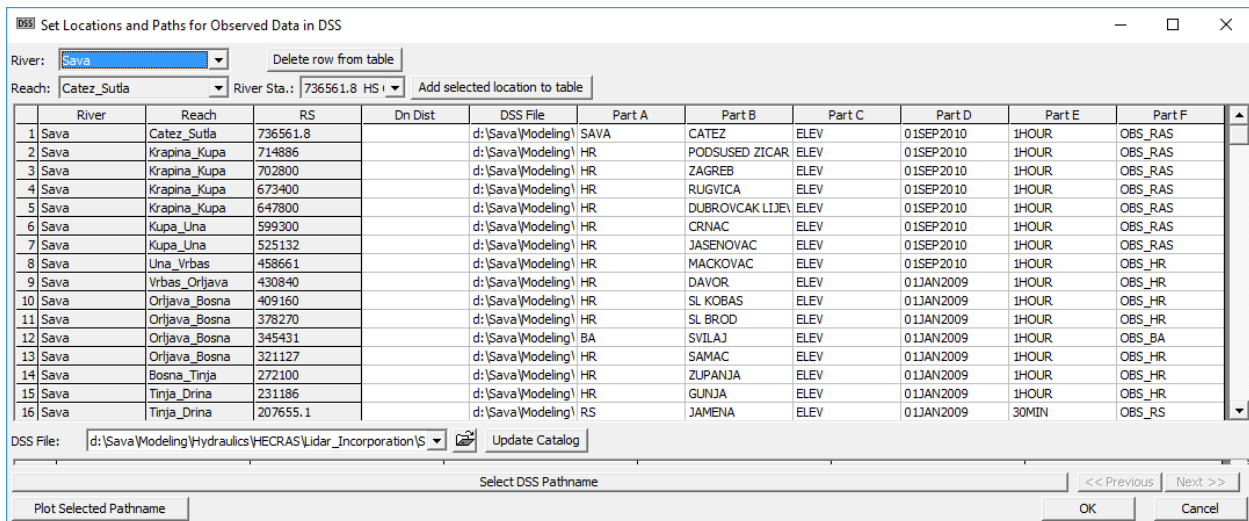 DSS Set Locations and Paths for Observed Data in DSS
River: Sava Delete row from table
Reach: Catez_Sutla River Sta.: 736561.8 HS Add selected location to table
River Reach RS Dn Dist DSS File Part A Part B Part C Part D Part E Part F
1 Sava Catez_Sutla 736561.8 d:\Sava\Modeling\ SAVA CATEZ ELEV 01SEP2010 1HOUR OBS_RAS
2 Sava Krapina_Kupa 714886 d:\Sava\Modeling\ HR PODSUSED ZICAR ELEV 01SEP2010 1HOUR OBS_RAS
3 Sava Krapina_Kupa 702800 d:\Sava\Modeling\ HR ZAGREB ELEV 01SEP2010 1HOUR OBS_RAS
4 Sava Krapina_Kupa 673400 d:\Sava\Modeling\ HR RUGVICA ELEV 01SEP2010 1HOUR OBS_RAS
5 Sava Krapina_Kupa 647800 d:\Sava\Modeling\ HR DUBROVCAK LIJEV ELEV 01SEP2010 1HOUR OBS_RAS
6 Sava Kupa_Una 599300 d:\Sava\Modeling\ HR CRNAC ELEV 01SEP2010 1HOUR OBS_RAS
7 Sava Kupa_Una 525132 d:\Sava\Modeling\ HR JASENOVAC ELEV 01SEP2010 1HOUR OBS_RAS
8 Sava Una_Vrbas 458661 d:\Sava\Modeling\ HR MACKOVAC ELEV 01SEP2010 1HOUR OBS_HR
9 Sava Vrbas_Orljava 430840 d:\Sava\Modeling\ HR DAVOR ELEV 01JAN2009 1HOUR OBS_HR
10 Sava Orljava_Bosna 409160 d:\Sava\Modeling\ HR SL KOBAS ELEV 01JAN2009 1HOUR OBS_HR
11 Sava Orljava_Bosna 378270 d:\Sava\Modeling\ HR SL BROD ELEV 01JAN2009 1HOUR OBS_HR
12 Sava Orljava_Bosna 345431 d:\Sava\Modeling\ BA SVILAJ ELEV 01JAN2009 1HOUR OBS_BA
13 Sava Orljava_Bosna 321127 d:\Sava\Modeling\ HR SAMAC ELEV 01JAN2009 1HOUR OBS_HR
14 Sava Bosna_Tinja 272100 d:\Sava\Modeling\ HR ZUPANJA ELEV 01JAN2009 1HOUR OBS_HR
15 Sava Tinja_Drina 231186 d:\Sava\Modeling\ HR GUNJA ELEV 01JAN2009 1HOUR OBS_HR
16 Sava Tinja_Drina 207655.1 d:\Sava\Modeling\ RS JAMENA ELEV 01JAN2009 30MIN OBS_RS
DSS File: d:\Sava\Modeling\Hydraulics\HECRAS\Lidar_Incorporation\S Update Catalog
Select DSS Pathname << Previous Next >>
Plot Selected Pathname OK Cancel